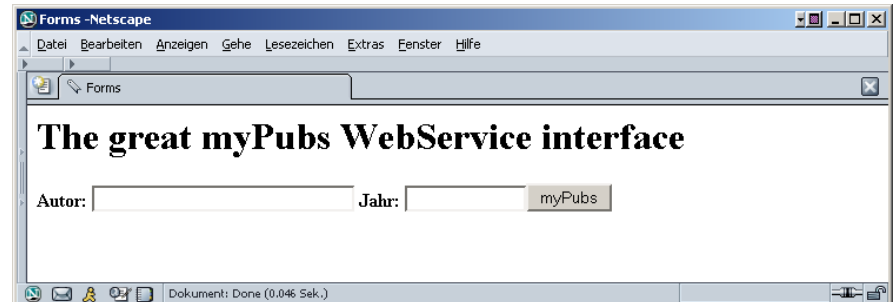 Forms -Netscape
Datei Bearbeiten Anzeigen Gehe Lesezeichen Extras Fenster Hilfe
Forms
The great myPubs WebService interface
Autor: Jahr: myPubs
Dokument: Done (0.046 Sek.)